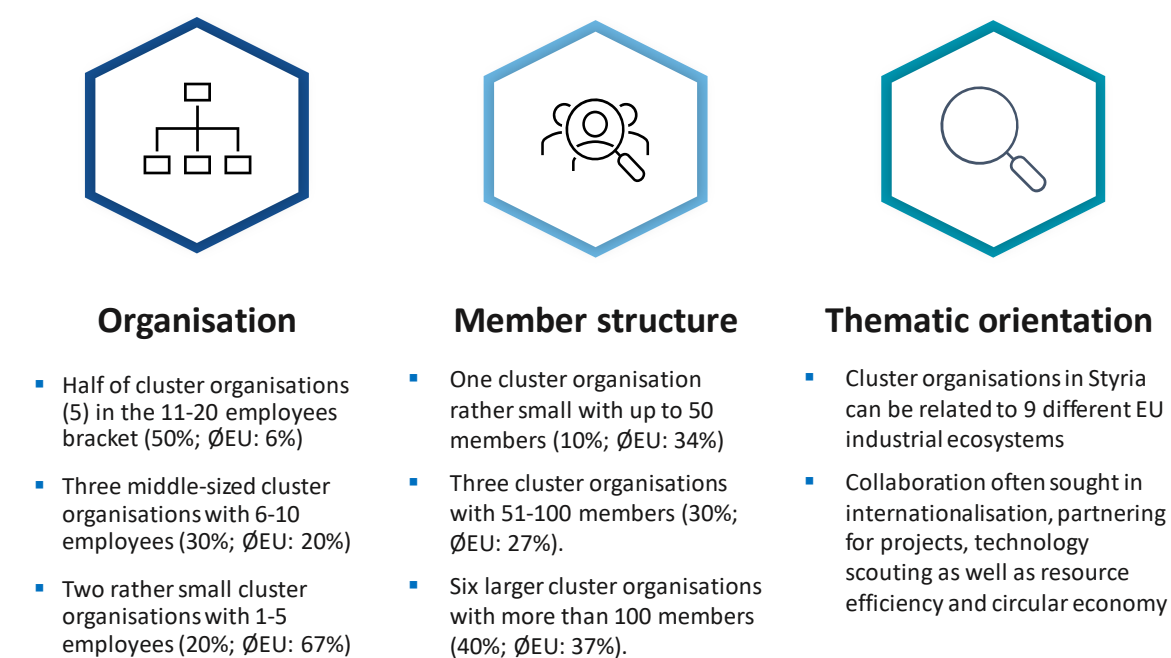 Organisation
▪ Half of cluster organisations
(5) in the 11-20 employees
bracket (50%; ØEU: 6%)
▪ Three middle-sized cluster
organisations with 6-10
employees (30%; ØEU: 20%)
▪ Two rather small cluster
organisations with 1-5
employees (20%; ØEU: 67%)
Member structure
▪ One cluster organisation
rather small with up to 50
members (10%; ØEU: 34%)
▪ Three cluster organisations
with 51-100 members (30%;
ØEU: 27%).
▪ Six larger cluster organisations
with more than 100 members
(40%; ØEU: 37%).
Thematic orientation
▪ Cluster organisations in Styria
can be related to 9 different EU
industrial ecosystems
▪ Collaboration often sought in
internationalisation, partnering
for projects, technology
scouting as well as resource
efficiency and circular economy